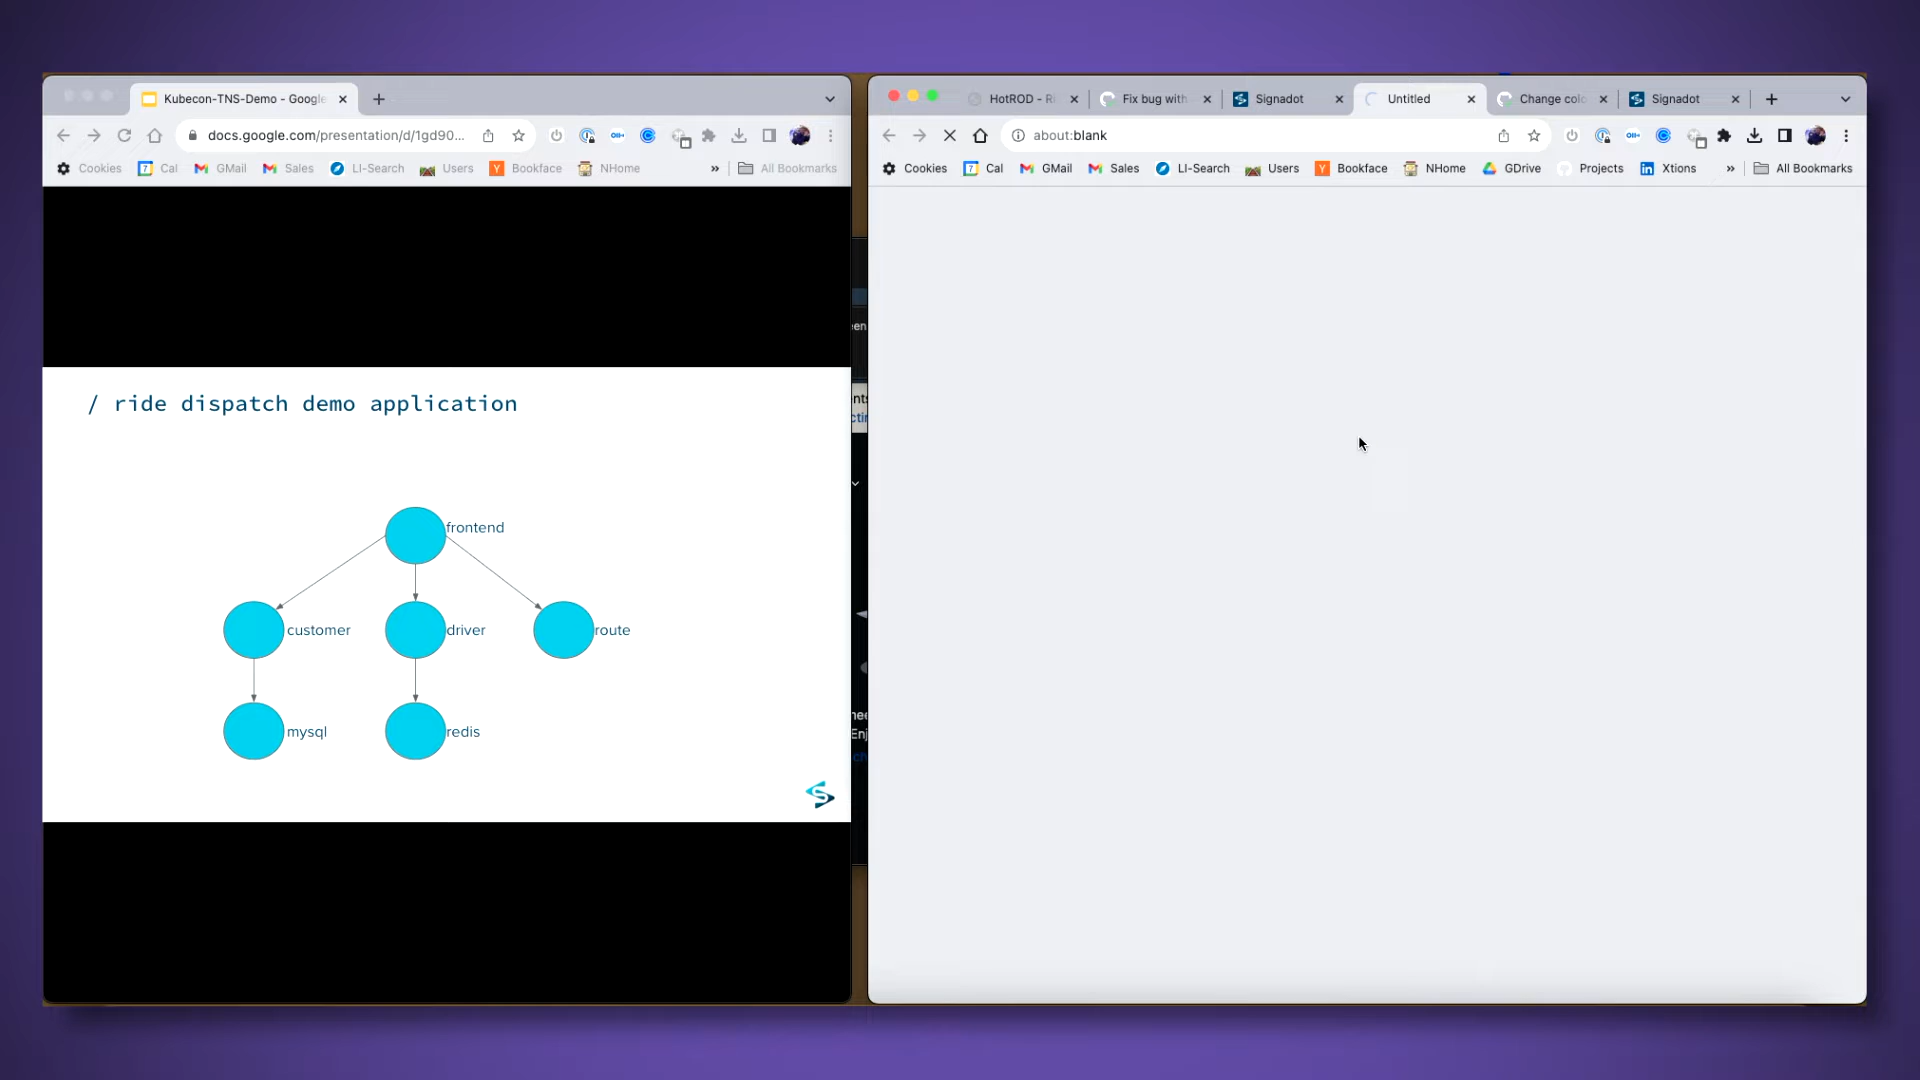 Kubecon-TNS-Demo - Google
docs.google.com/presentation/d/1gd90...
Cookies Cal GMail Sales LI-Search Users Bookface NHome » All Bookmarks
/ ride dispatch demo application
frontend
customer driver route
mysql redis
HotROD - Ri Fix bug with Signadot Untitled Change colo Signadot
about:blank
Cookies Cal GMail Sales LI-Search Users Bookface NHome GDrive Projects Xtions » All Bookmarks